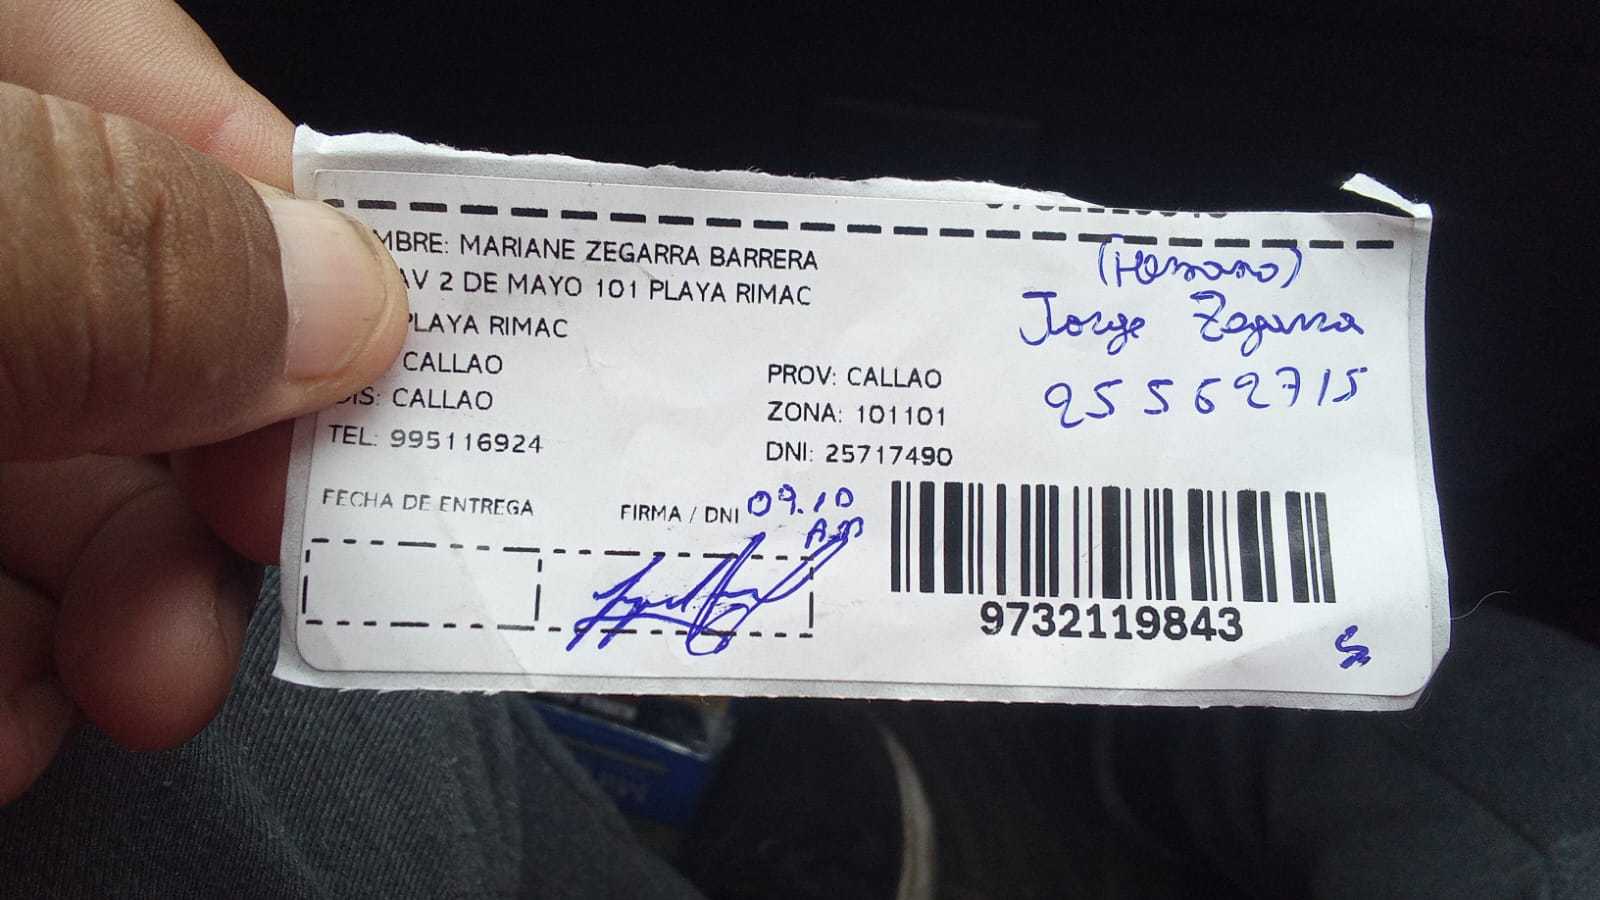 MBRE: MARIANE ZEGARRA BARRERA
AV 2 DE MAYO 101 PLAYA RIMAC
PLAYA RIMAC
CALLAO
DIS: CALLAO
TEL: 995116924
PROV: CALLAO
ZONA: 101101
DNI: 25717490
(Hermano)
Jorge Zegarra
25562715
FECHA DE ENTREGA
FIRMA / DNI
09.10
A.M
9732119843